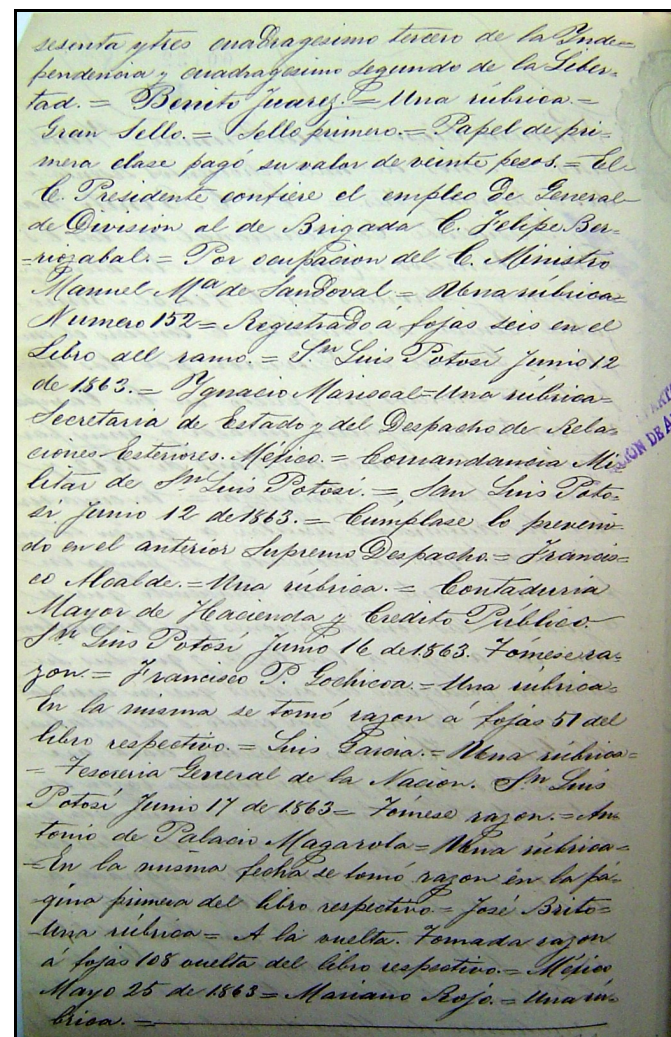 sesenta y tres cuadragesimo tercero de la Inde=
pendencia y cuadragesimo segundo de la Liber=
tad.= Benito Juarez.= Una rúbrica.=
Gran Sello.= Sello primero.= Papel de pri=
mera clase pago su valor de veinte pesos.= El
C. Presidente confiere el empleo de General
de Division al de Brigada C. Felipe Ber=
=riozabal.= Por ocupacion del C. Ministro
Manuel Mª de Sandoval= Una rúbrica=
Numero 152= Registrado á fojas seis en el
Libro del ramo.= Sn Luis Potosí Junio 12
de 1863.= Ygnacio Mariscal=Una rúbrica=
Secretaria de Estado y del Despacho de Rela=
ciones Esteriores. Méjico.= Comandancia Mi=
litar de Sn Luis Potosí.= San Luis Poto=
sí Junio 12 de 1863.= Cúmplase lo preveni=
do en el anterior Supremo Despacho.= Francis=
co Alcalde.=Una rúbrica.= Contaduria
Mayor de Hacienda y Credito Público.
Sn Luis Potosí Junio 16 de 1863. Tómese ra=
zon.= Francisco P. Gochicoa.=Una rúbrica=
En la misma se tomó razon á fojas 51 del
libro respectivo.= Luis Garcia.= Una rúbrica=
= Tesoreria General de la Nacion. Sn Luis
Potosí Junio 17 de 1863= Tómese razon.= An=
tonio de Palacio Magarola= Una rúbrica=
=En la misma fecha se tomó razon en la pá=
gina primera del libro respectivo= José Brito=
Una rúbrica= A la vuelta. Tomada razon
á fojas 108 vuelta del libro respectivo.= Méjico
Mayo 25 de 1863= Mariano Rojo.= Una rú=
brica.=